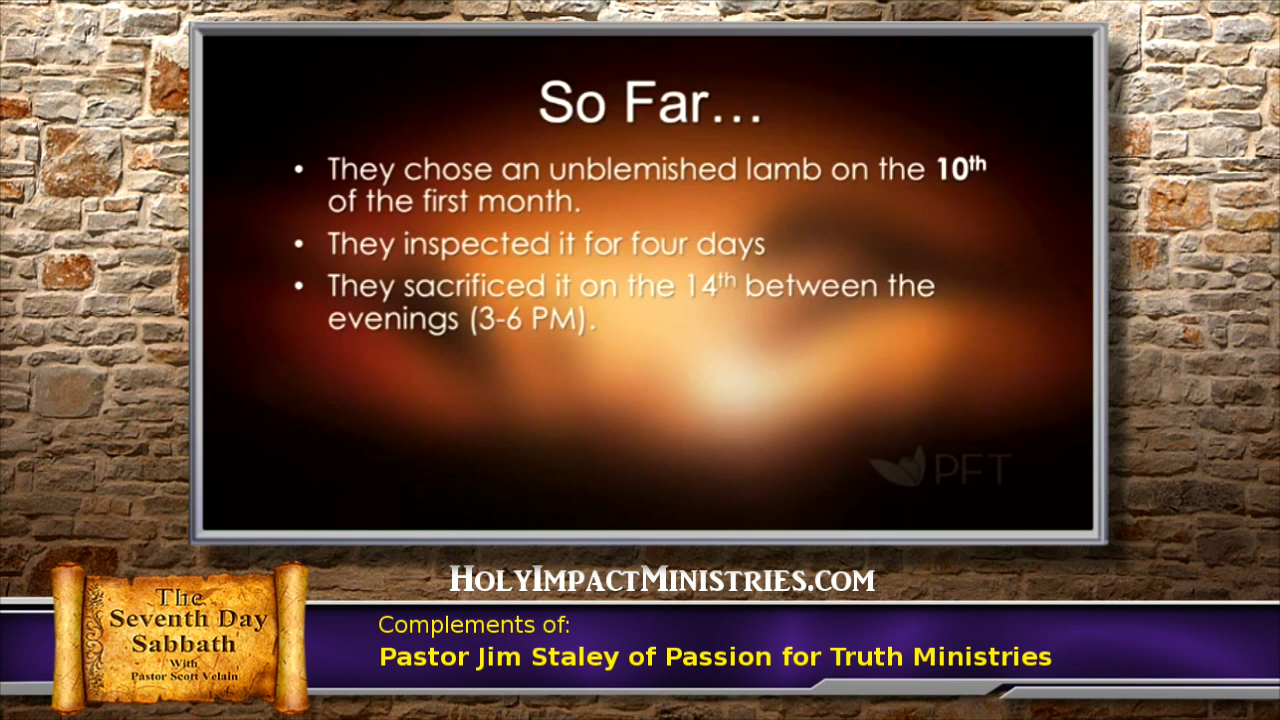 So Far...
• They chose an unblemished lamb on the 10th
of the first month.
• They inspected it for four days
• They sacrificed it on the 14th between the
evenings (3-6 PM).
PFT
HolyImpactMinistries.com
The
Seventh Day
Sabbath
With
Pastor Scott Velain
Complements of:
Pastor Jim Staley of Passion for Truth Ministries